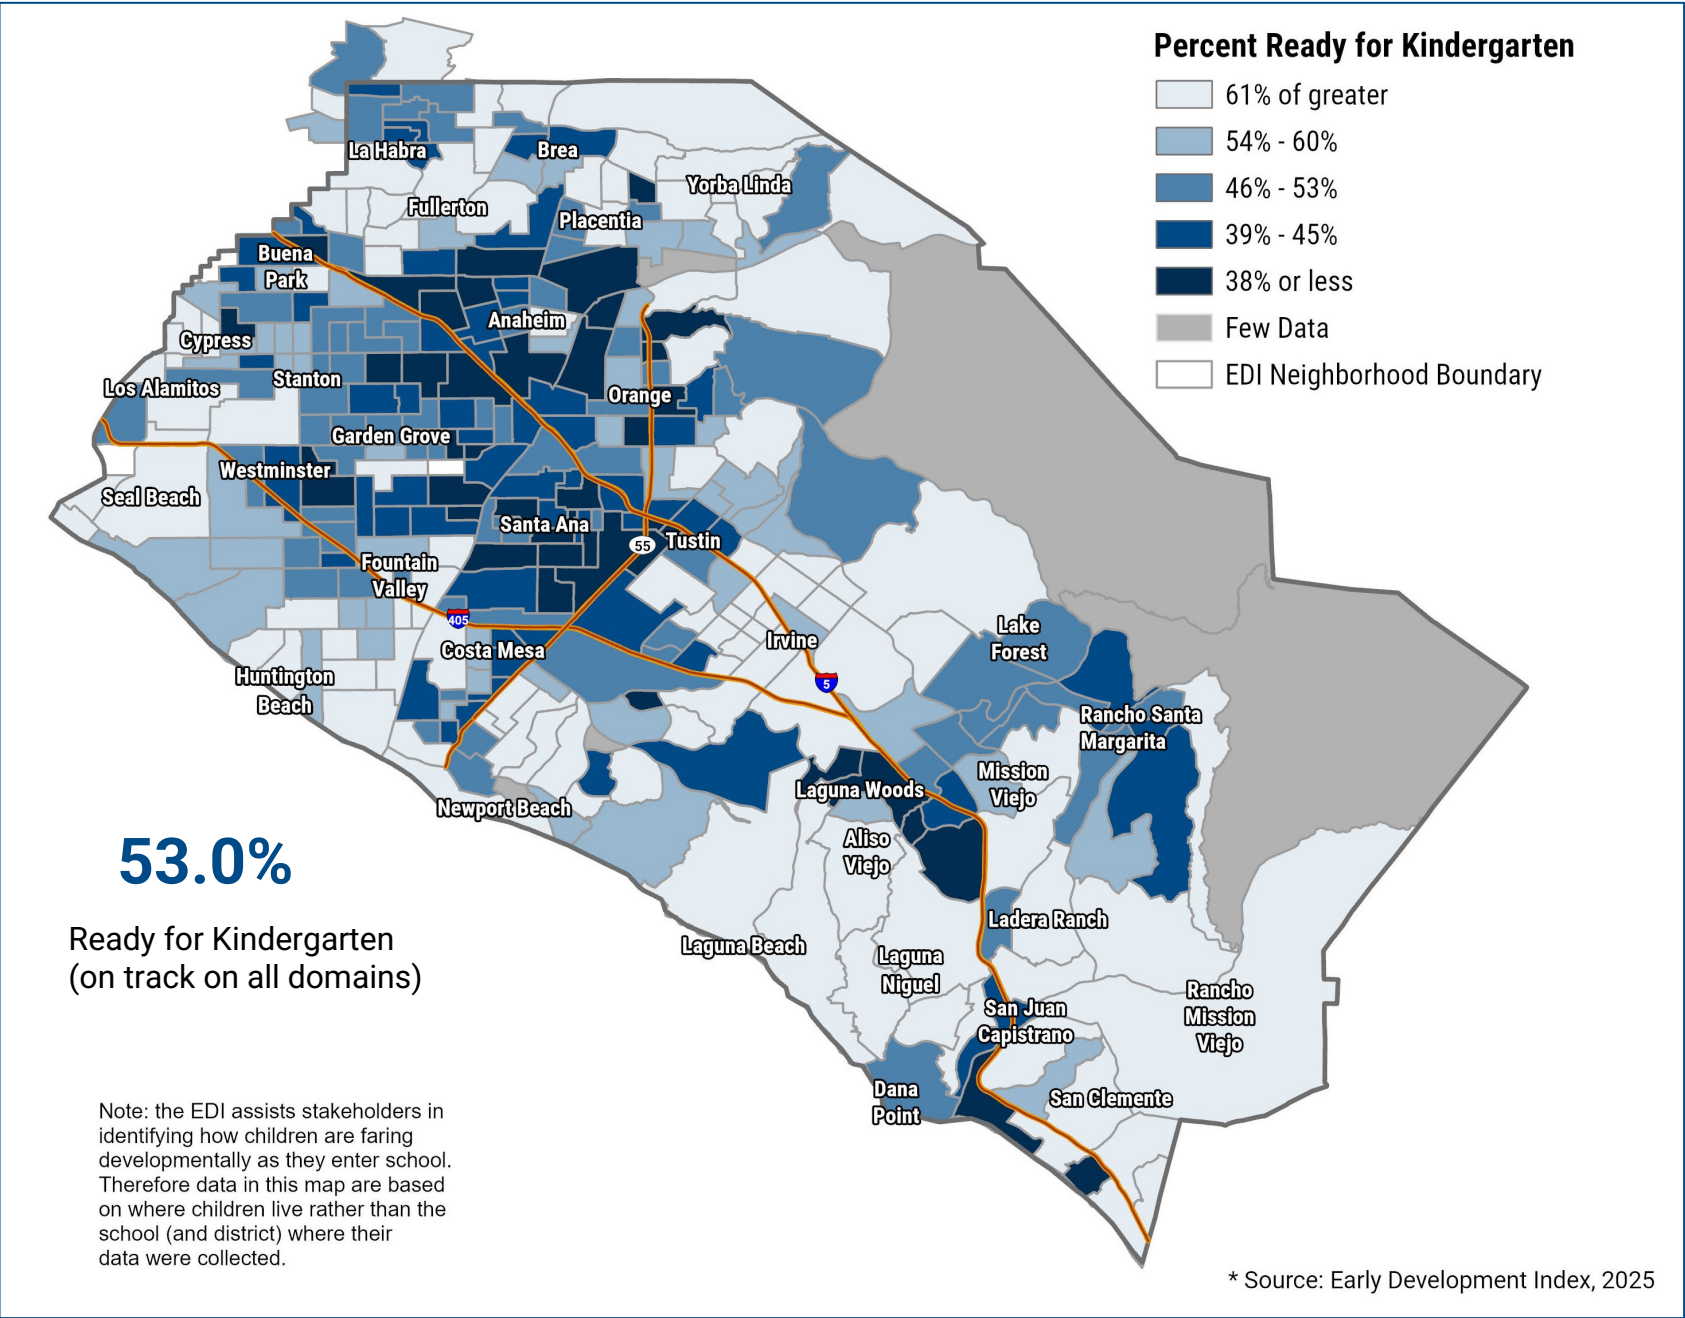 Percent Ready for Kindergarten
61% of greater
54% - 60%
46% - 53%
39% - 45%
38% or less
Few Data
EDI Neighborhood Boundary
La Habra
Brea
Yorba Linda
Fullerton
Placentia
Buena
Park
Anaheim
Cypress
Stanton
Los Alamitos
Orange
Garden Grove
Westminster
Seal Beach
Santa Ana
55
Tustin
Fountain
Valley
405
Costa Mesa
Irvine
Lake
Forest
5
Huntington
Beach
Rancho Santa
Margarita
Mission
Viejo
Laguna Woods
Newport Beach
Aliso
Viejo
53.0%
Ready for Kindergarten
(on track on all domains)
Ladera Ranch
Laguna Beach
Laguna
Niguel
San Juan
Capistrano
Rancho
Mission
Viejo
Dana
Point
San Clemente
Note: the EDI assists stakeholders in
identifying how children are faring
developmentally as they enter school.
Therefore data in this map are based
on where children live rather than the
school (and district) where their
data were collected.
* Source: Early Development Index, 2025